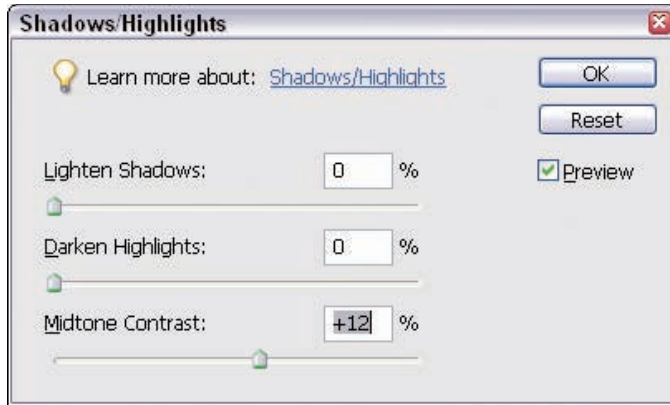 Shadows/Highlights
Learn more about: Shadows/Highlights
OK
Reset
Preview
Lighten Shadows: 0 %
Darken Highlights: 0 %
Midtone Contrast: +12 %